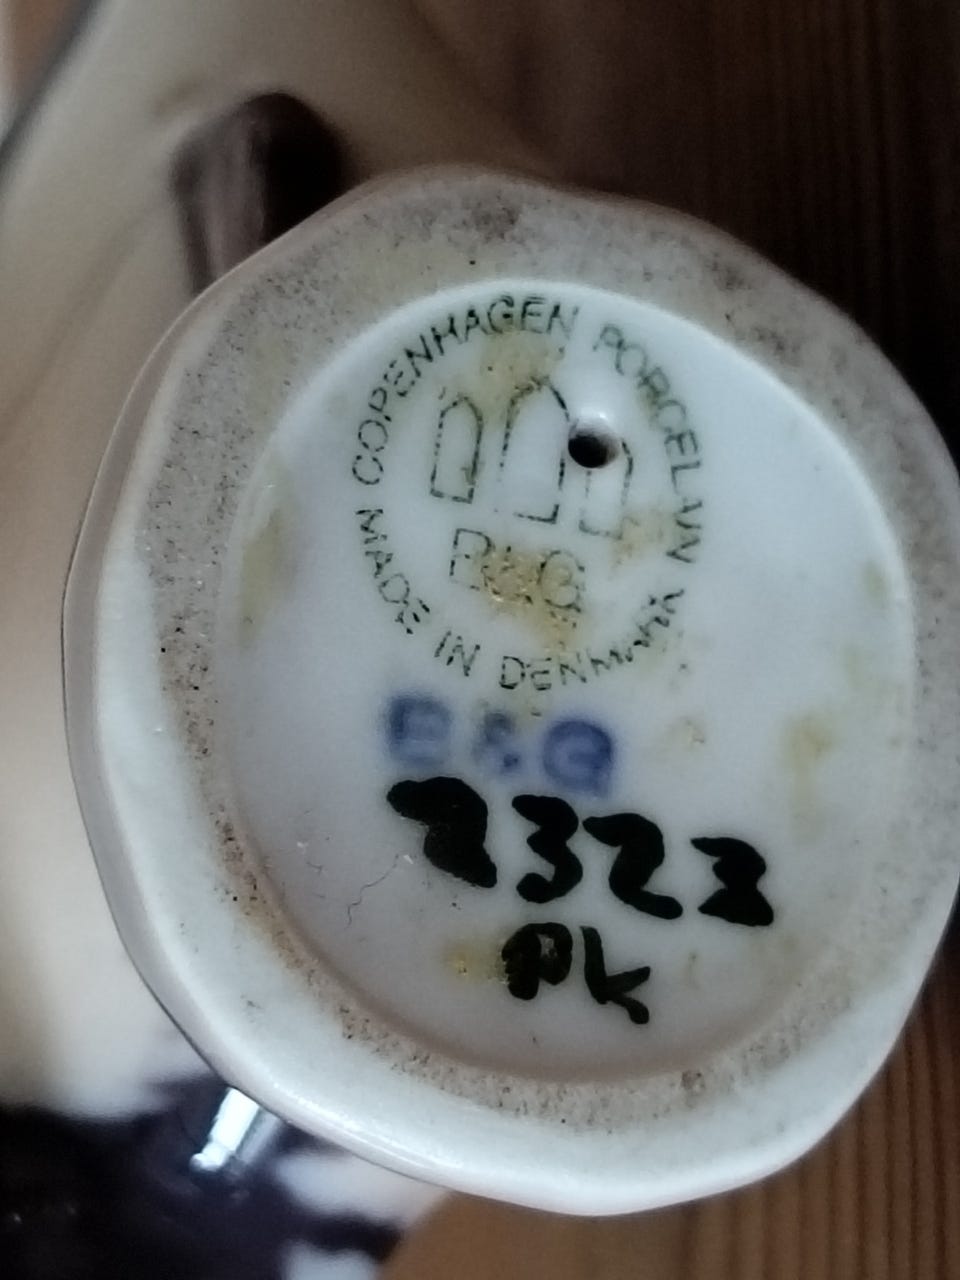 COPENHAGEN PORCELAIN
MADE IN DENMARK
B&G
B&G
2323
PK